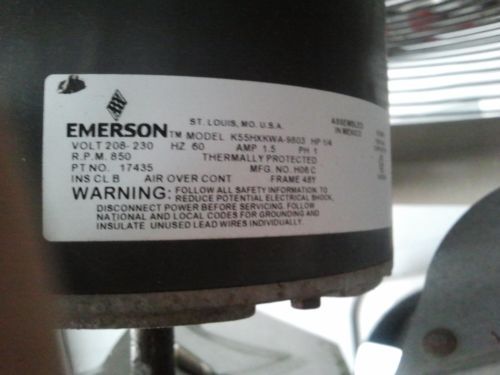 ST. LOUIS, MO. U.S.A.
ASSEMBLED
IN MEXICO
EMERSON™ MODEL K55HXKWA-9803 HP 1/4
VOLT 208-230 HZ 60 AMP 1.5 PH 1
R.P.M. 850 THERMALLY PROTECTED
PT NO. 17435 MFG. NO. H06 C
INS CL B AIR OVER CONT FRAME 48Y
WARNING: FOLLOW ALL SAFETY INFORMATION TO
REDUCE POTENTIAL ELECTRICAL SHOCK.
DISCONNECT POWER BEFORE SERVICING. FOLLOW
NATIONAL AND LOCAL CODES FOR GROUNDING AND
INSULATE UNUSED LEAD WIRES INDIVIDUALLY.